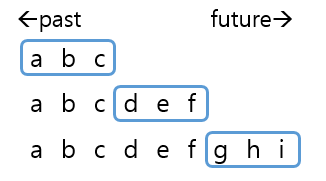 ←past future→
a b c
a b c d e f
a b c d e f g h i